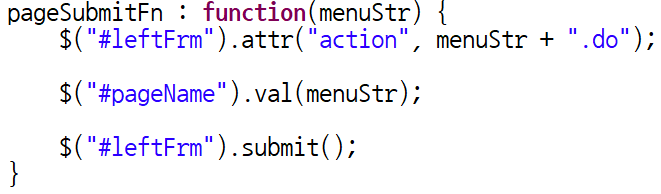 pageSubmitFn : function(menuStr) {
    $("#leftFrm").attr("action", menuStr + ".do");
    $("#pageName").val(menuStr);
    $("#leftFrm").submit();
}